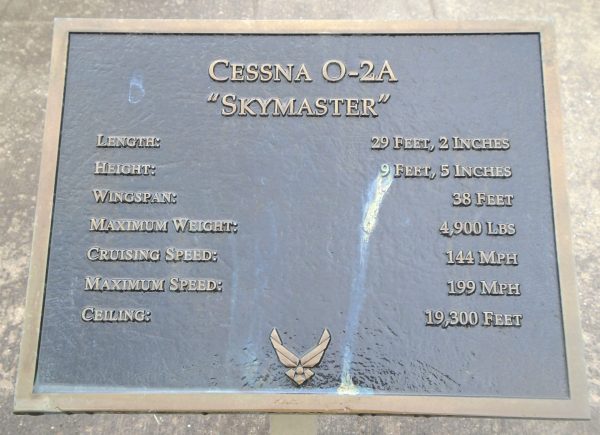 Cessna O-2A
"Skymaster"
Length: 29 Feet, 2 Inches
Height: 9 Feet, 5 Inches
Wingspan: 38 Feet
Maximum Weight: 4,900 Lbs
Cruising Speed: 144 Mph
Maximum Speed: 199 Mph
Ceiling: 19,300 Feet